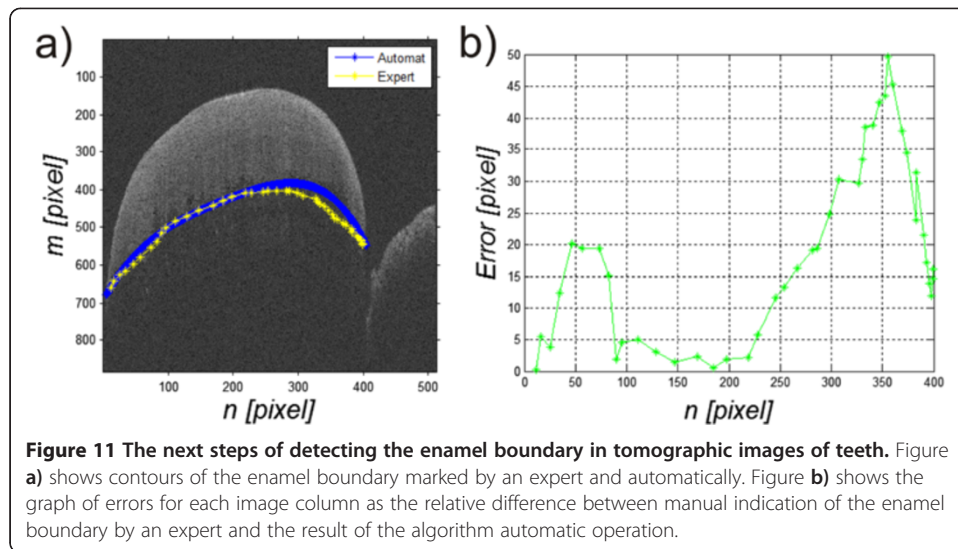 a)
Automat
Expert
100
200
300
400
500
600
700
800
m [pixel]
100 200 300 400 500
n [pixel]
b)
50
45
40
35
30
25
20
15
10
5
0
Error [pixel]
0 50 100 150 200 250 300 350 400
n [pixel]
Figure 11 The next steps of detecting the enamel boundary in tomographic images of teeth. Figure
a) shows contours of the enamel boundary marked by an expert and automatically. Figure b) shows the
graph of errors for each image column as the relative difference between manual indication of the enamel
boundary by an expert and the result of the algorithm automatic operation.